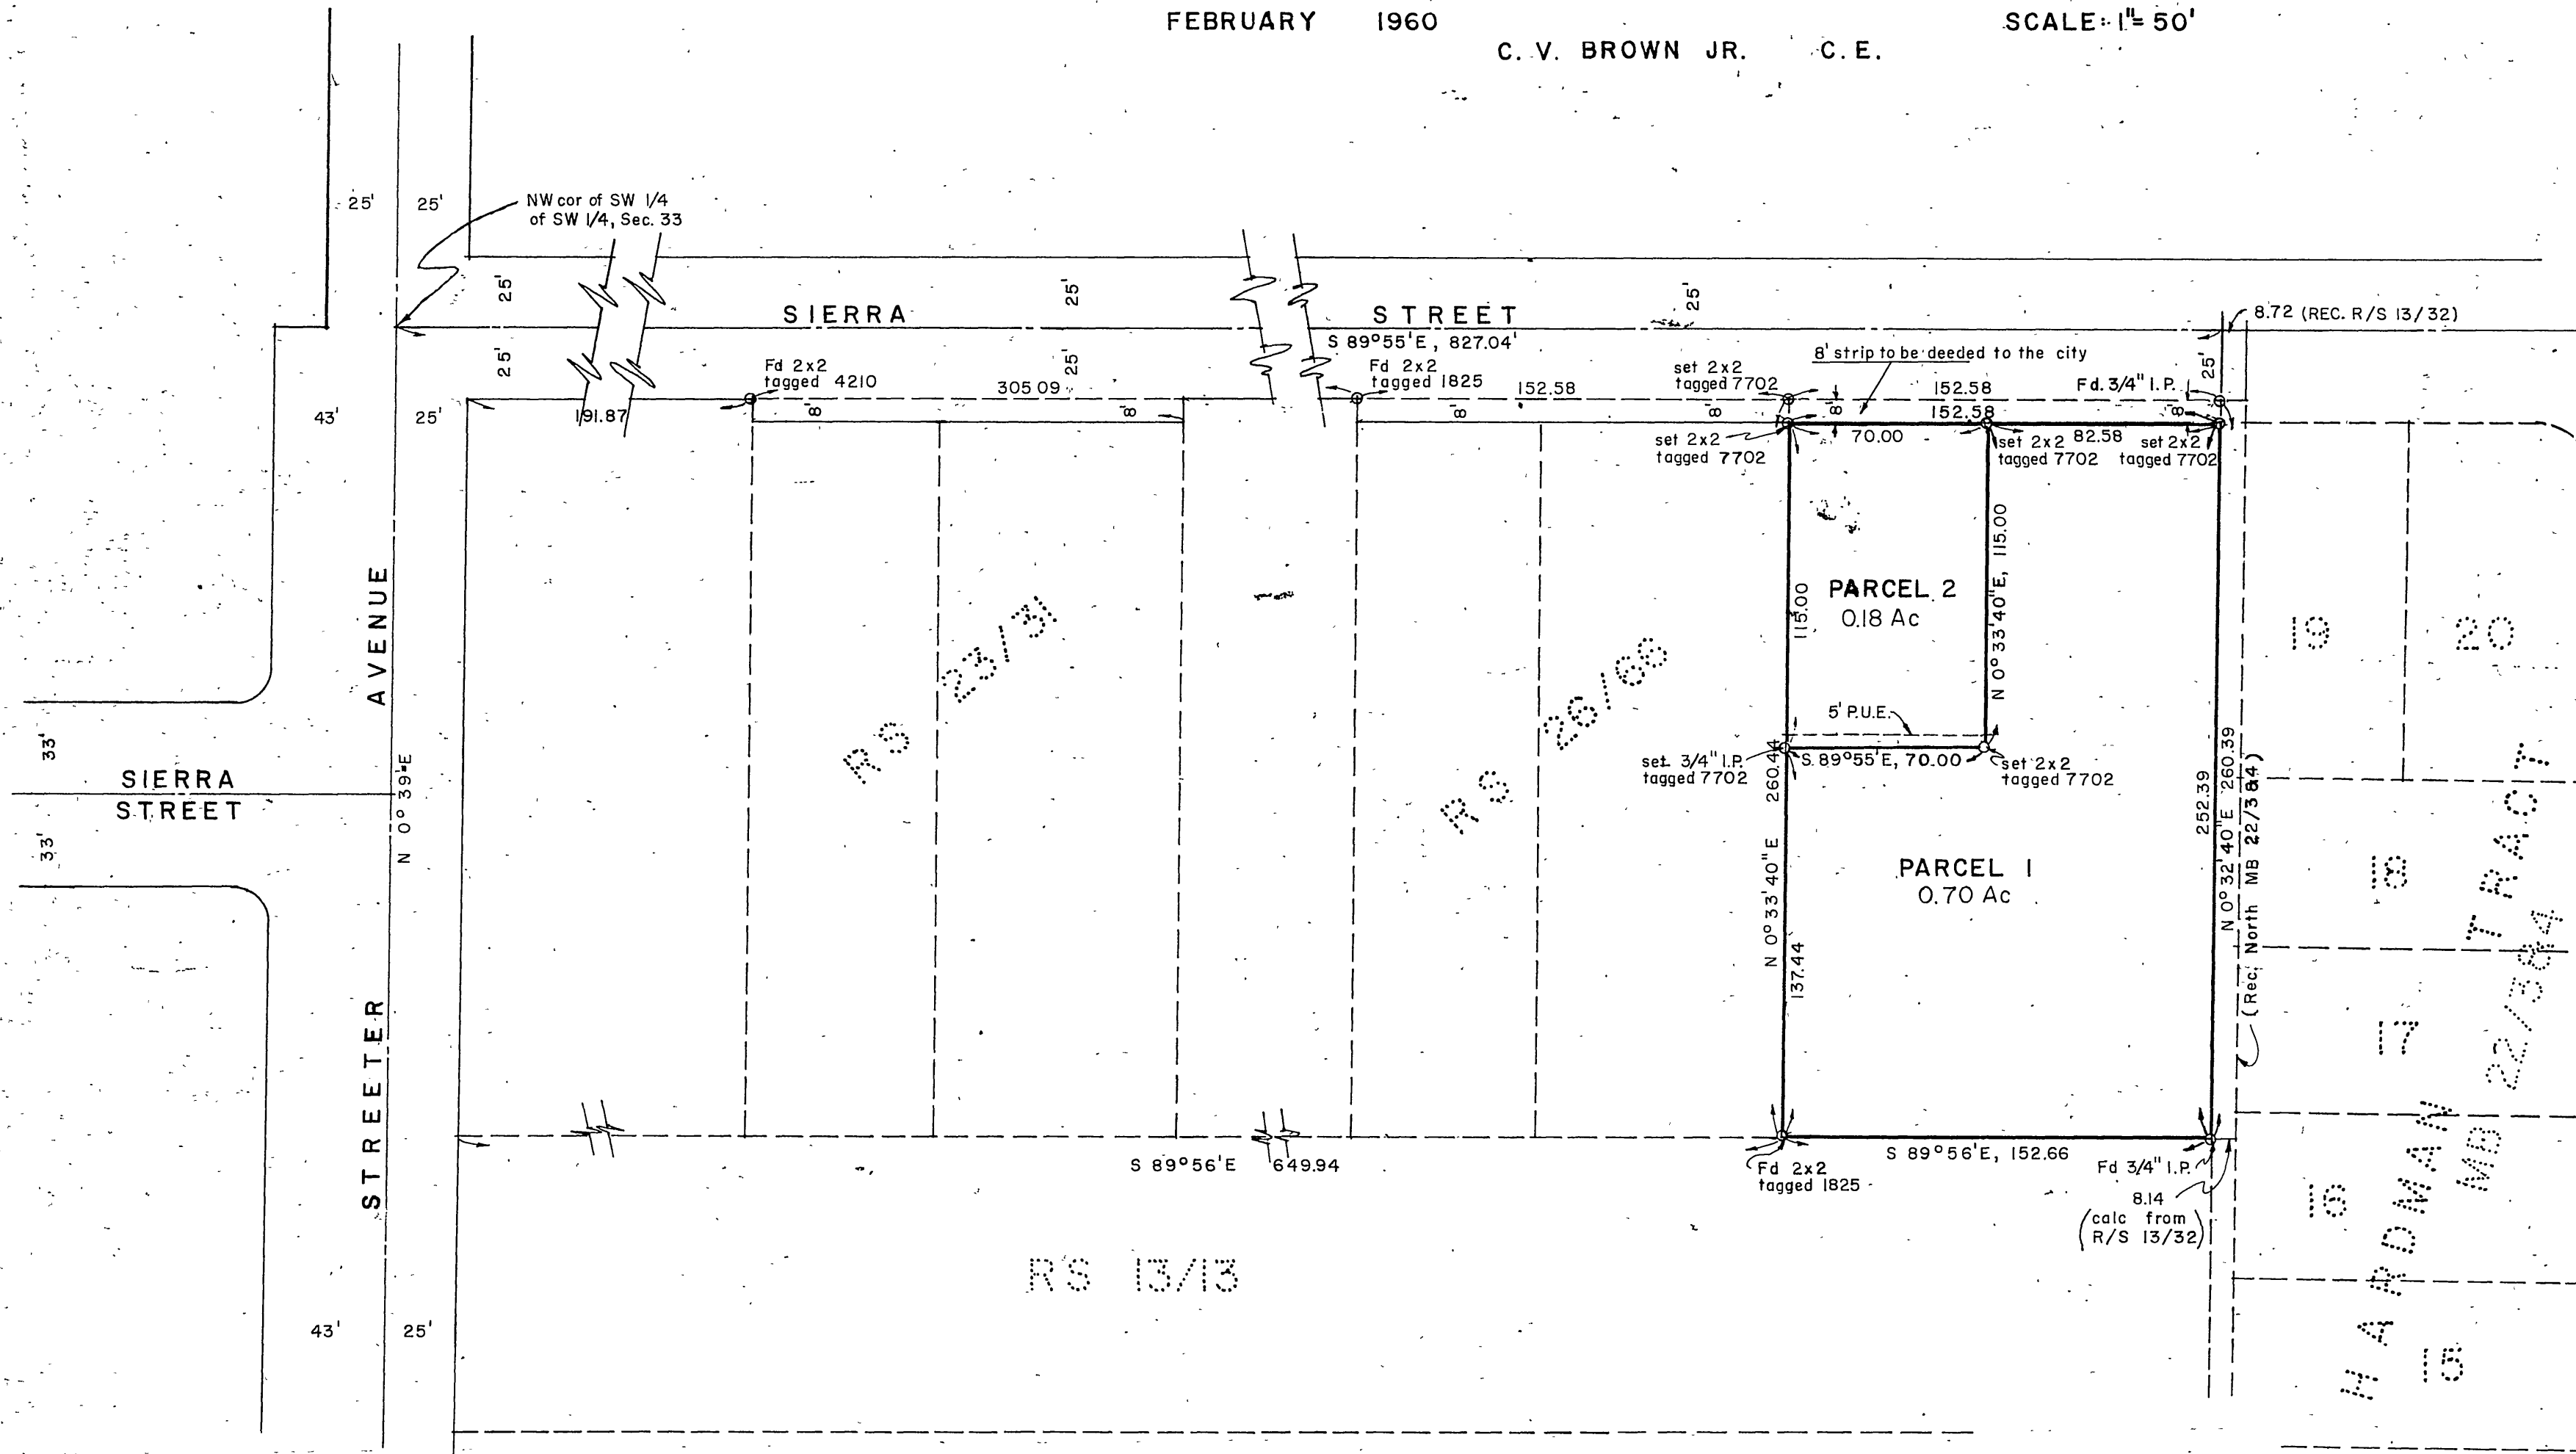 FEBRUARY 1960
SCALE: 1"= 50'
C. V. BROWN JR. C. E.
25' 25'
NW cor of SW 1/4
of SW 1/4, Sec. 33
25' 25' 25'
SIERRA STREET
8.72 (REC. R/S 13/32)
S 89°55'E, 827.04'
25' 25' 25'
8' strip to be deeded to the city
Fd 2x2
tagged 4210
305.09
Fd 2x2
tagged 1825
152.58
set 2x2
tagged 7702
152.58
Fd. 3/4" I.P.
43' 25'
191.87
8' 8' 8' 8' 8' 8'
152.58
set 2x2
tagged 7702
70.00
set 2x2
tagged 7702
82.58
set 2x2
tagged 7702
115.00
PARCEL 2
0.18 Ac
N 0°33'40"E, 115.00
5' P.U.E.
set 3/4" I.P.
tagged 7702
S 89°55'E, 70.00
set 2x2
tagged 7702
STREETER AVENUE
N 0°39'E
33'
SIERRA
STREET
33'
RS 23/31
RS 26/68
N 0°33'40"E 260.44
137.44
PARCEL 1
0.70 Ac
252.39
N 0°32'40"E 260.39
(Rec. North MB 22/384)
19 20
18
17
16
15
HARDMAN TRACT
MB 22/384
S 89°56'E 649.94
Fd 2x2
tagged 1825
S 89°56'E, 152.66
Fd 3/4" I.P.
8.14
(calc from
R/S 13/32)
RS 13/13
43' 25'